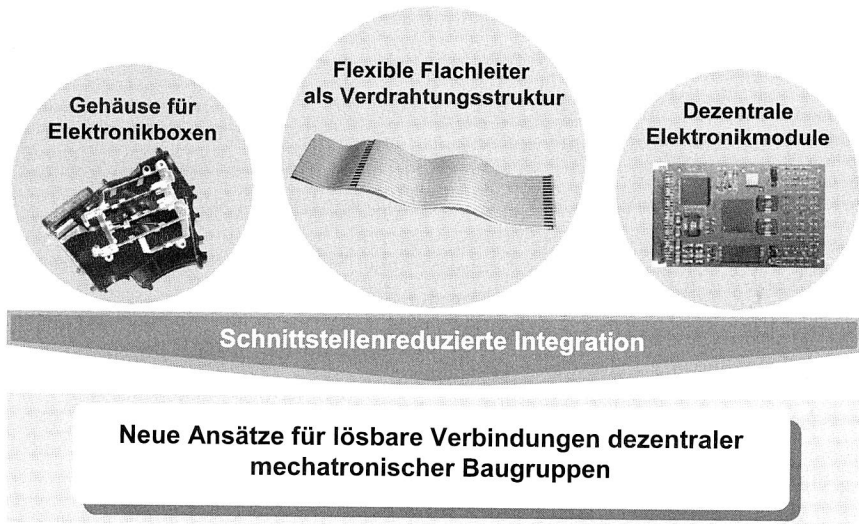 Gehäuse für
Elektronikboxen
Flexible Flachleiter
als Verdrahtungsstruktur
Dezentrale
Elektronikmodule
Schnittstellenreduzierte Integration
Neue Ansätze für lösbare Verbindungen dezentraler
mechatronischer Baugruppen